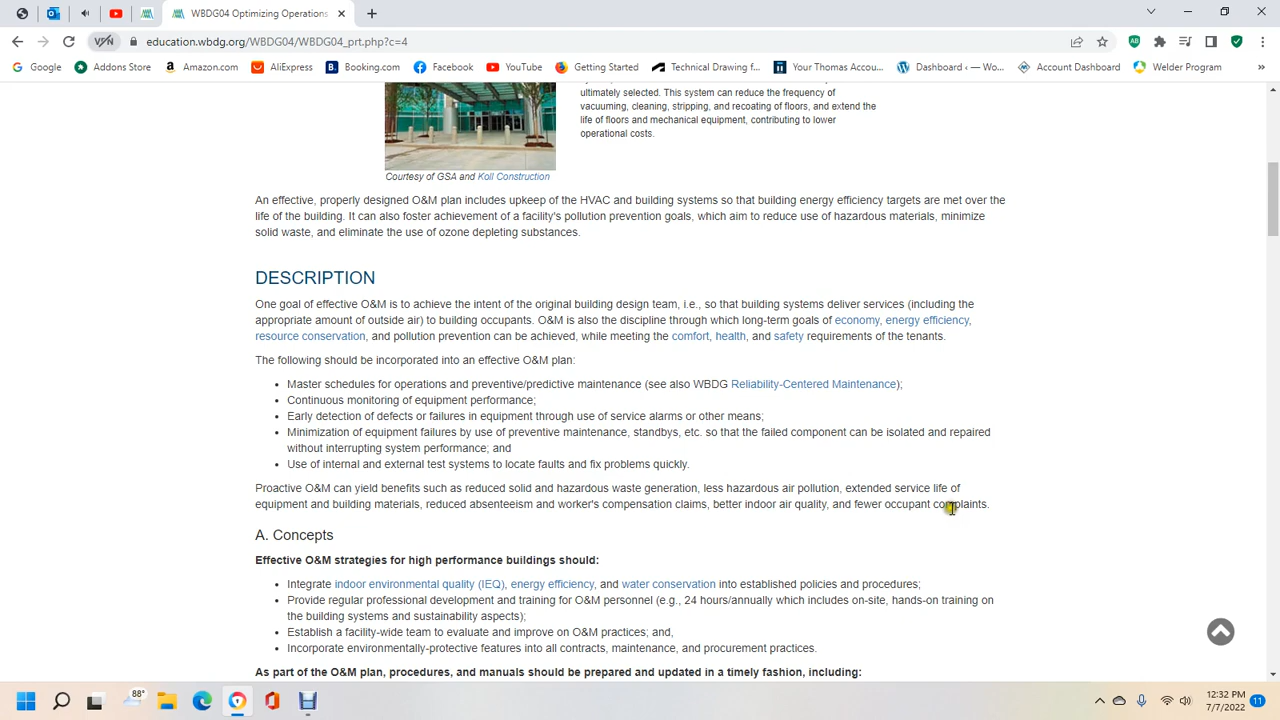 WBDG04 Optimizing Operations
education.wbdg.org/WBDG04/WBDG04_prt.php?c=4
Google Addons Store Amazon.com AliExpress Booking.com Facebook YouTube Getting Started Technical Drawing f... Your Thomas Accou... Dashboard ‹ — Wo... Account Dashboard Welder Program »
ultimately selected. This system can reduce the frequency of
vacuuming, cleaning, stripping, and recoating of floors, and extend the
life of floors and mechanical equipment, contributing to lower
operational costs.
Courtesy of GSA and Koll Construction
An effective, properly designed O&M plan includes upkeep of the HVAC and building systems so that building energy efficiency targets are met over the
life of the building. It can also foster achievement of a facility's pollution prevention goals, which aim to reduce use of hazardous materials, minimize
solid waste, and eliminate the use of ozone depleting substances.
DESCRIPTION
One goal of effective O&M is to achieve the intent of the original building design team, i.e., so that building systems deliver services (including the
appropriate amount of outside air) to building occupants. O&M is also the discipline through which long-term goals of economy, energy efficiency,
resource conservation, and pollution prevention can be achieved, while meeting the comfort, health, and safety requirements of the tenants.
The following should be incorporated into an effective O&M plan:
• Master schedules for operations and preventive/predictive maintenance (see also WBDG Reliability-Centered Maintenance);
• Continuous monitoring of equipment performance;
• Early detection of defects or failures in equipment through use of service alarms or other means;
• Minimization of equipment failures by use of preventive maintenance, standbys, etc. so that the failed component can be isolated and repaired
without interrupting system performance; and
• Use of internal and external test systems to locate faults and fix problems quickly.
Proactive O&M can yield benefits such as reduced solid and hazardous waste generation, less hazardous air pollution, extended service life of
equipment and building materials, reduced absenteeism and worker's compensation claims, better indoor air quality, and fewer occupant complaints.
A. Concepts
Effective O&M strategies for high performance buildings should:
• Integrate indoor environmental quality (IEQ), energy efficiency, and water conservation into established policies and procedures;
• Provide regular professional development and training for O&M personnel (e.g., 24 hours/annually which includes on-site, hands-on training on
the building systems and sustainability aspects);
• Establish a facility-wide team to evaluate and improve on O&M practices; and,
• Incorporate environmentally-protective features into all contracts, maintenance, and procurement practices.
As part of the O&M plan, procedures, and manuals should be prepared and updated in a timely fashion, including:
88°
12:32 PM
7/7/2022
11